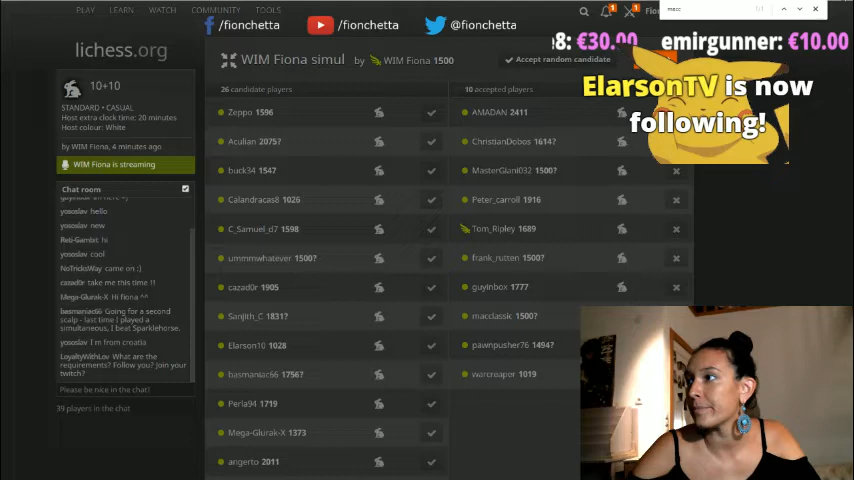 PLAY LEARN WATCH COMMUNITY TOOLS
1 1 Fion
macc 1/1
/fionchetta /fionchetta @fionchetta
lichess.org
8: €30.00 emirgunner: €10.00
ElarsonTV is now
following!
10+10
STANDARD • CASUAL
Host extra clock time: 20 minutes
Host colour: White
by WIM Fiona, 4 minutes ago
WIM Fiona is streaming
Chat room
yososlav hello
yososlav new
Reti-Gambit hi
yososlav cool
NoTricksWay came on ;)
cazad0r take me this time !!
Mega-Glurak-X Hi fiona ^^
basmaniac66 Going for a second
scalp - last time I played a
simultaneous, I beat Sparklehorse.
yososlav I,m from croatia
LoyaltyWithLov What are the
requirements? Follow you? Join your
twitch?
Please be nice in the chat!
39 players in the chat
WIM Fiona simul by WIM Fiona 1500
Accept random candidate
26 candidate players
Zeppo 1596
Aculian 2075?
buck34 1547
Calandracas8 1026
C_Samuel_d7 1598
ummmwhatever 1500?
cazad0r 1905
SanJith_C 1831?
Elarson10 1028
basmaniac66 1756?
Perla94 1719
Mega-Glurak-X 1373
angerto 2011
10 accepted players
AMADAN 2411
ChristianDobos 1614?
MasterGiani032 1500?
Peter_carroll 1916
Tom_Ripley 1689
frank_rutten 1500?
guyinbox 1777
macclassic 1500?
pawnpusher76 1494?
warcreaper 1019